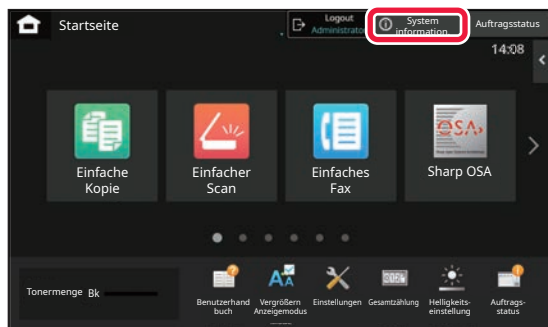 Startseite
Logout
Administrator
System
information
Auftragsstatus
14:08
Einfache
Kopie
Einfacher
Scan
Einfaches
Fax
OSA
Sharp OSA
Tonermenge Bk
Benutzerhand
buch
Vergrößern
Anzeigemodus
Einstellungen
Gesamtzählung
Helligkeits-
einstellung
Auftrags-
status